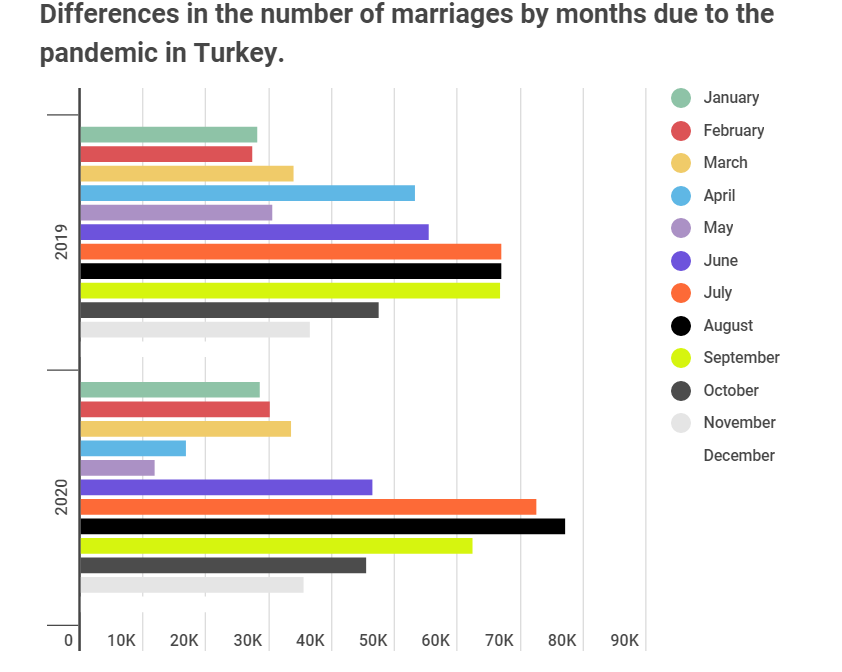 Differences in the number of marriages by months due to the
pandemic in Turkey.
January
February
March
April
May
June
July
August
September
October
November
December
2019
2020
0 10K 20K 30K 40K 50K 60K 70K 80K 90K